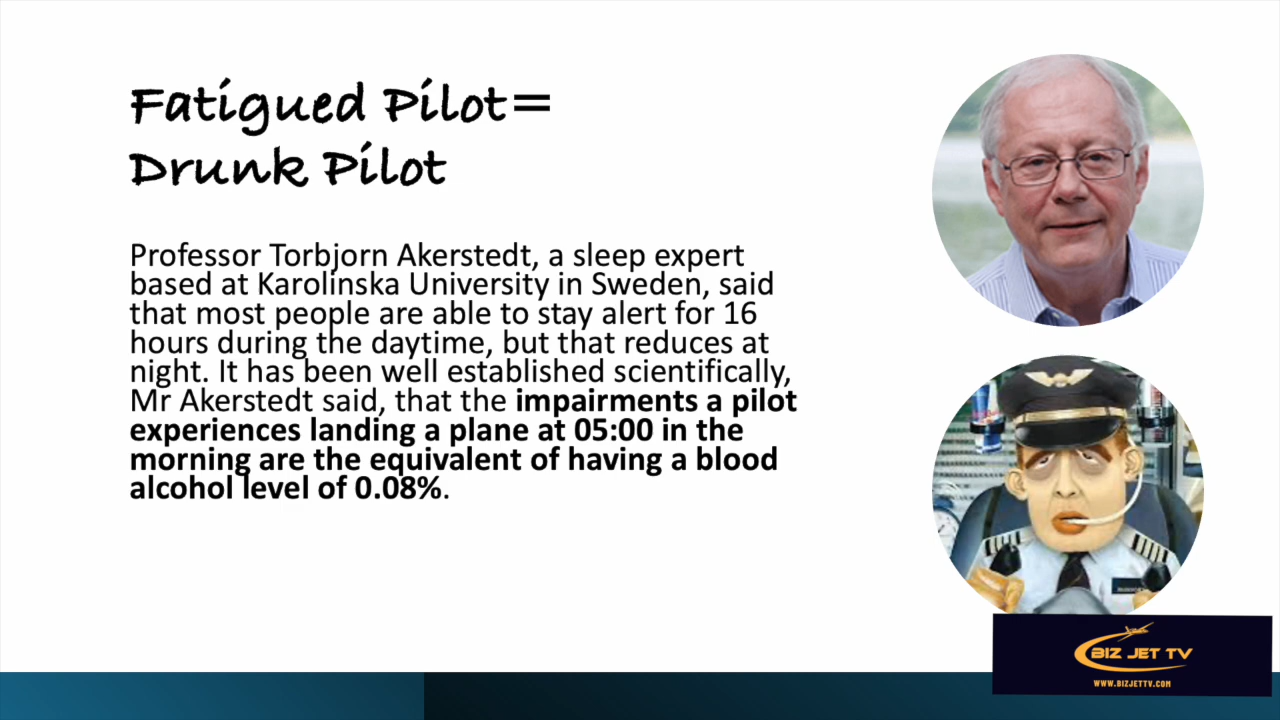 Fatigued Pilot=
Drunk Pilot
Professor Torbjorn Akerstedt, a sleep expert
based at Karolinska University in Sweden, said
that most people are able to stay alert for 16
hours during the daytime, but that reduces at
night. It has been well established scientifically,
Mr Akerstedt said, that the impairments a pilot
experiences landing a plane at 05:00 in the
morning are the equivalent of having a blood
alcohol level of 0.08%.
BIZ JET TV
WWW.BIZJETTV.COM